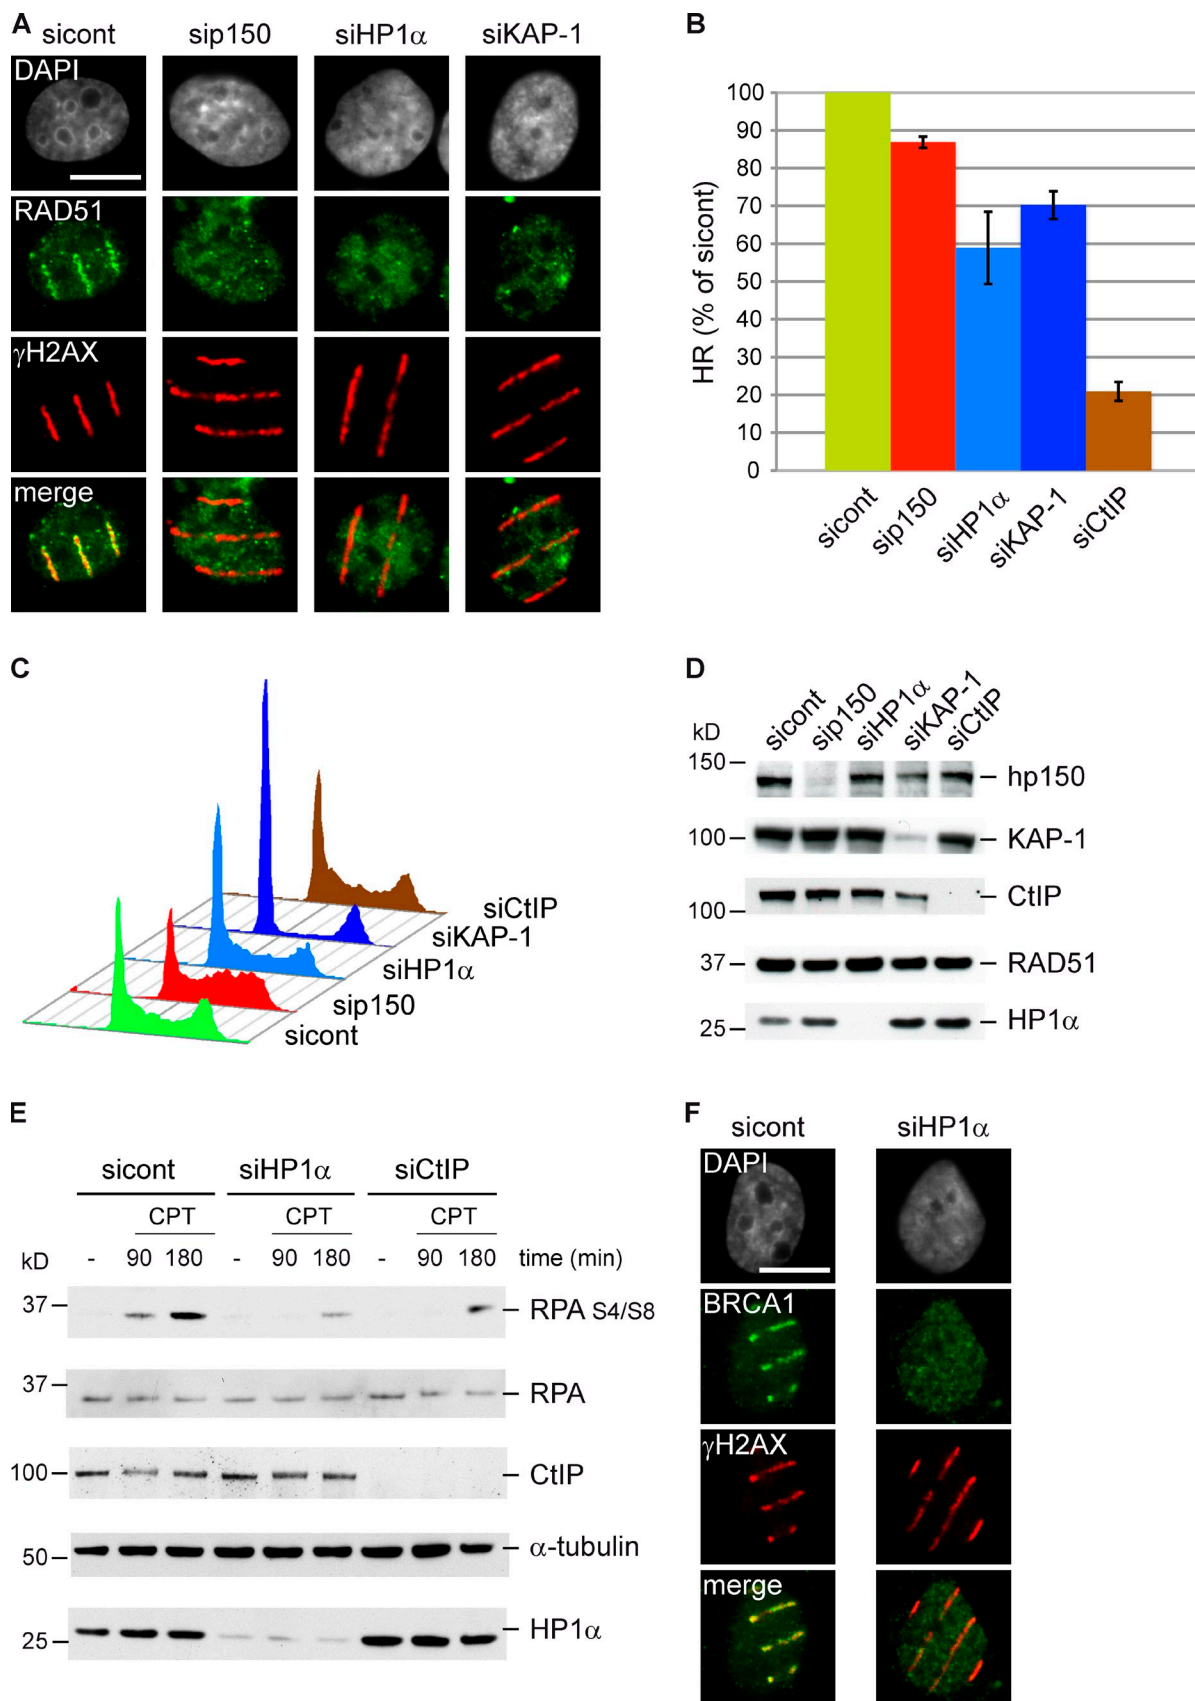 A
sicont sip150 siHP1α siKAP-1
DAPI
RAD51
γH2AX
merge
B
HR (% of sicont)
100
90
80
70
60
50
40
30
20
10
0
sicont sip150 siHP1α siKAP-1 siCtIP
C
siCtIP
siKAP-1
siHP1α
sip150
sicont
D
kD sicont sip150 siHP1α siKAP-1 siCtIP
150 hp150
100 KAP-1
100 CtIP
37 RAD51
25 HP1α
E
sicont siHP1α siCtIP
CPT CPT CPT
kD - 90 180 - 90 180 - 90 180 time (min)
37 RPA S4/S8
37 RPA
100 CtIP
50 α-tubulin
25 HP1α
F
sicont siHP1α
DAPI
BRCA1
γH2AX
merge